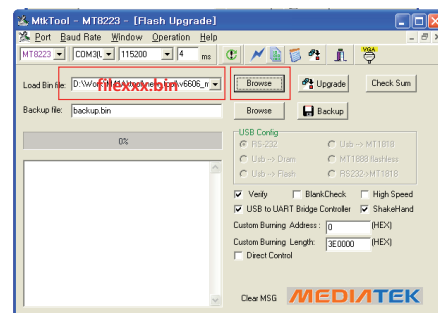 MtkTool - MT8223 - [Flash Upgrade]
Port Baud Rate Window Operation Help
MT8223 COM3( 115200 4 ms VGA
Load Bin file: D:\Work\ filexxx.bin v6606_r Browse Upgrade Check Sum
Backup file: backup.bin Browse Backup
0%
USB Config
RS-232 Usb --> MT1818
Usb --> Dram MT1888 flashless
Usb --> Flash RS232->MT1818
Verify BlankCheck High Speed
USB to UART Bridge Controller ShakeHand
Custom Burning Address : 0 (HEX)
Custom Burning Length: 3E0000 (HEX)
Direct Control
Clear MSG MEDIATEK